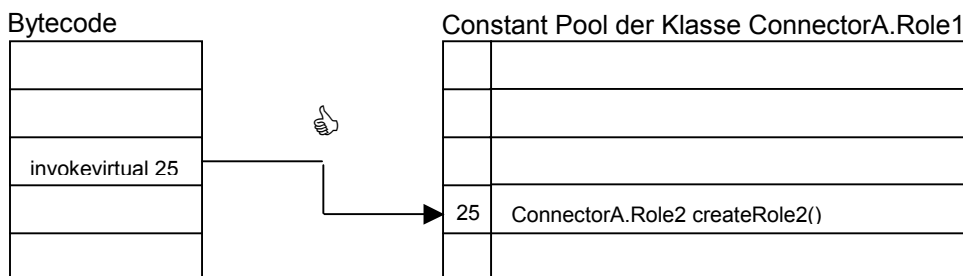 Bytecode
Constant Pool der Klasse ConnectorA.Role1
invokevirtual 25
25 ConnectorA.Role2 createRole2()